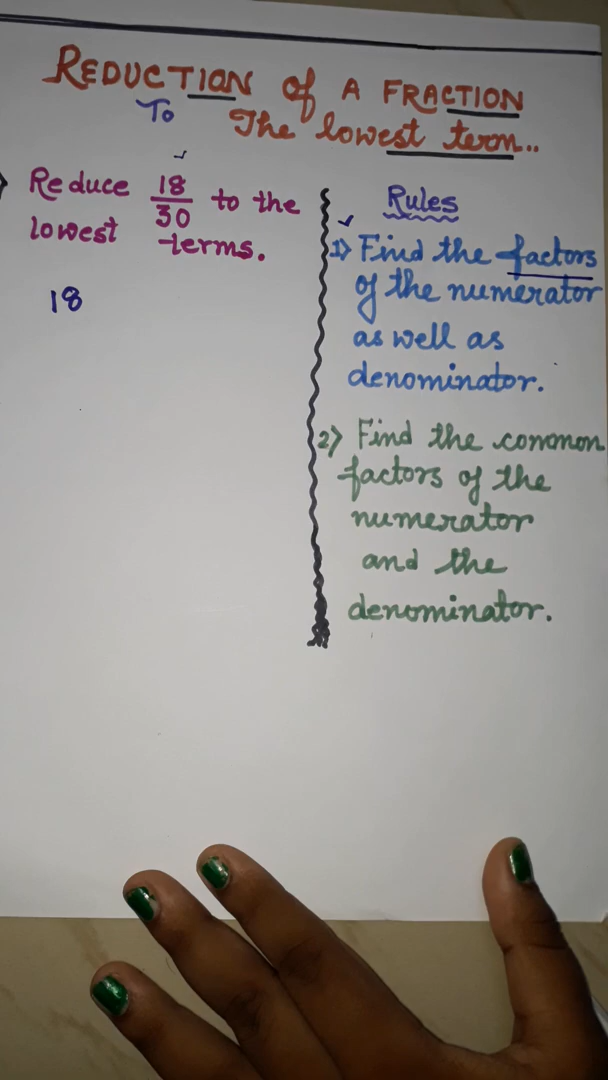 REDUCTION of A FRACTION
To The lowest term..
Reduce 18/30 to the
lowest terms.
18
Rules
1) Find the factors
of the numerator
as well as
denominator.
2) Find the common
factors of the
numerator
and the
denominator.